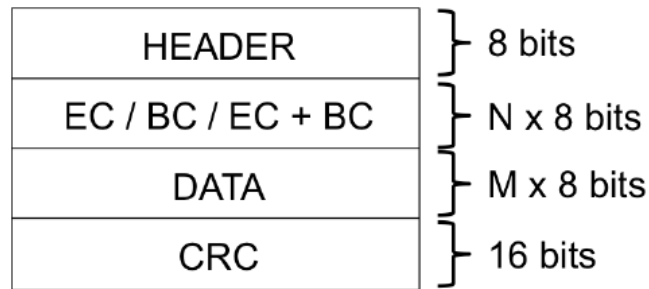 HEADER 8 bits
EC / BC / EC + BC N x 8 bits
DATA M x 8 bits
CRC 16 bits